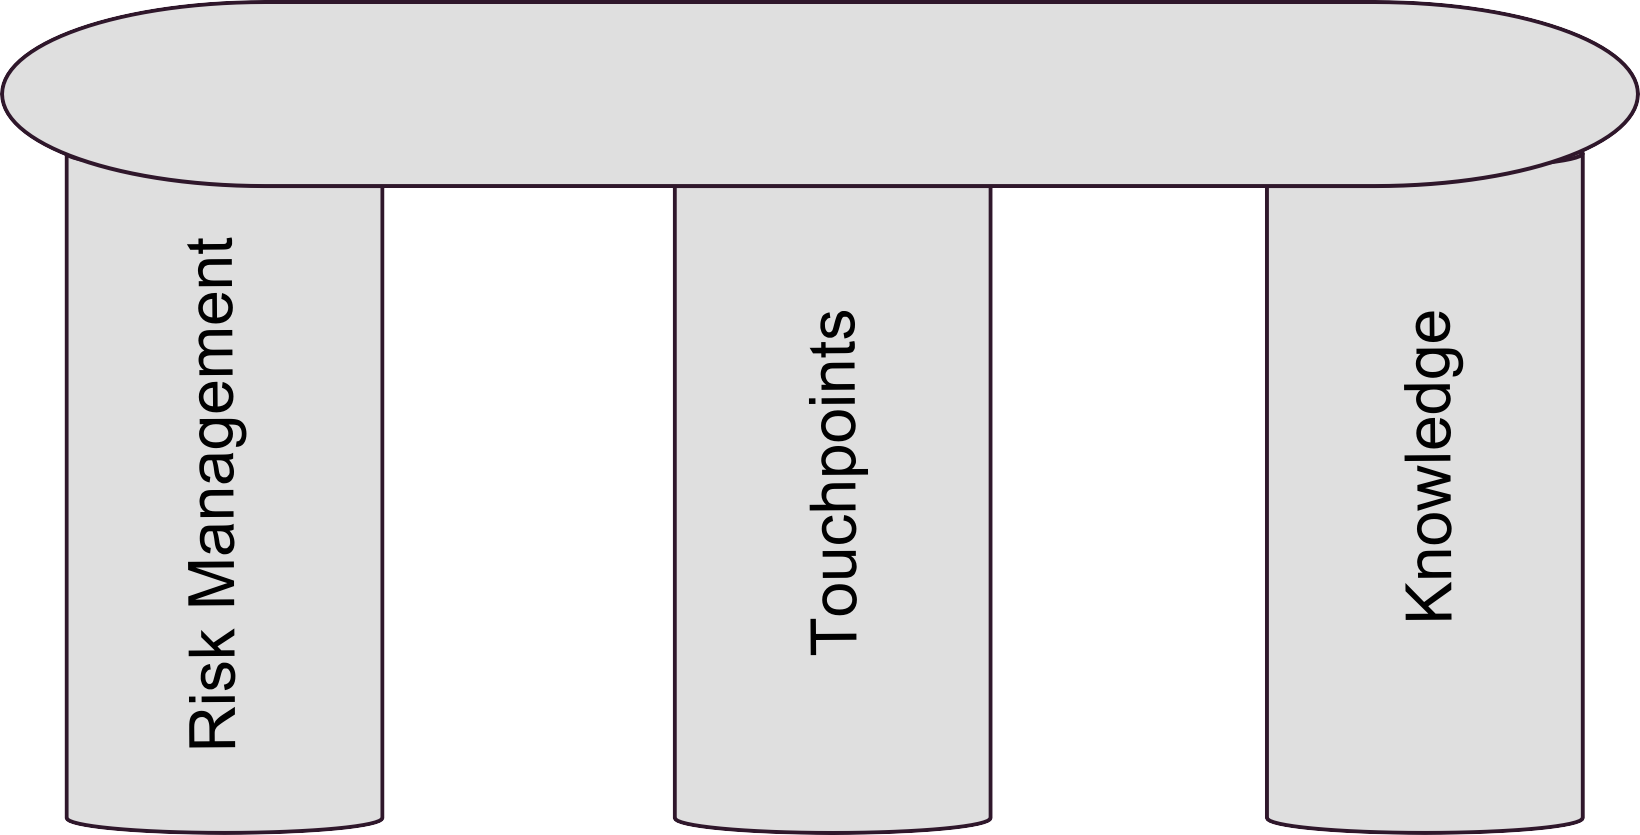 Risk Management
Touchpoints
Knowledge